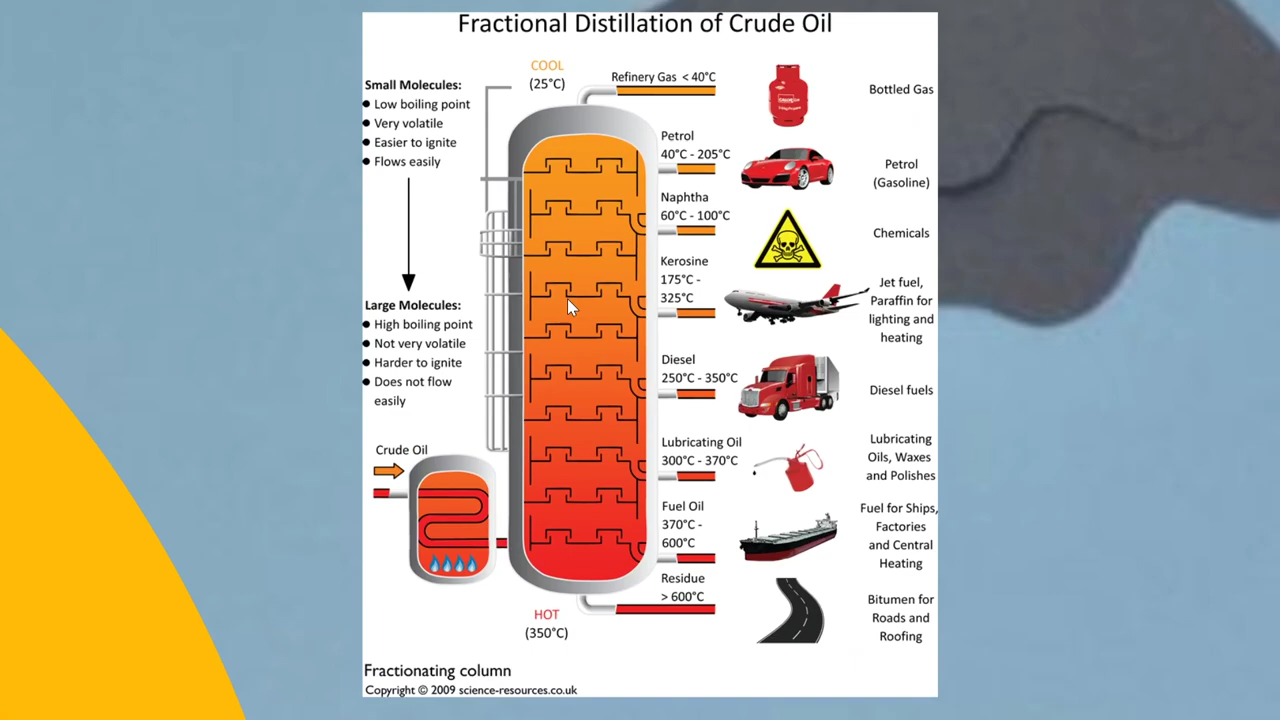 Fractional Distillation of Crude Oil
COOL
(25°C)
Refinery Gas < 40°C
Bottled Gas
Small Molecules:
● Low boiling point
● Very volatile
● Easier to ignite
● Flows easily
Petrol
40°C - 205°C
Petrol
(Gasoline)
Naphtha
60°C - 100°C
Chemicals
Kerosine
175°C -
325°C
Jet fuel,
Paraffin for
lighting and
heating
Large Molecules:
● High boiling point
● Not very volatile
● Harder to ignite
● Does not flow
easily
Diesel
250°C - 350°C
Diesel fuels
Crude Oil
Lubricating Oil
300°C - 370°C
Lubricating
Oils, Waxes
and Polishes
Fuel Oil
370°C -
600°C
Fuel for Ships,
Factories
and Central
Heating
Residue
> 600°C
Bitumen for
Roads and
Roofing
HOT
(350°C)
Fractionating column
Copyright © 2009 science-resources.co.uk